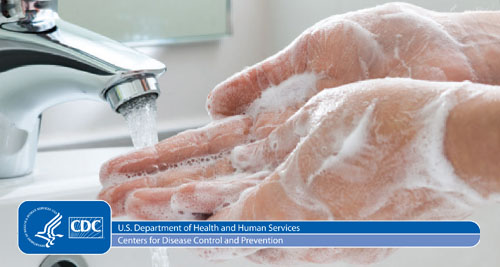 CDC
U.S. Department of Health and Human Services
Centers for Disease Control and Prevention